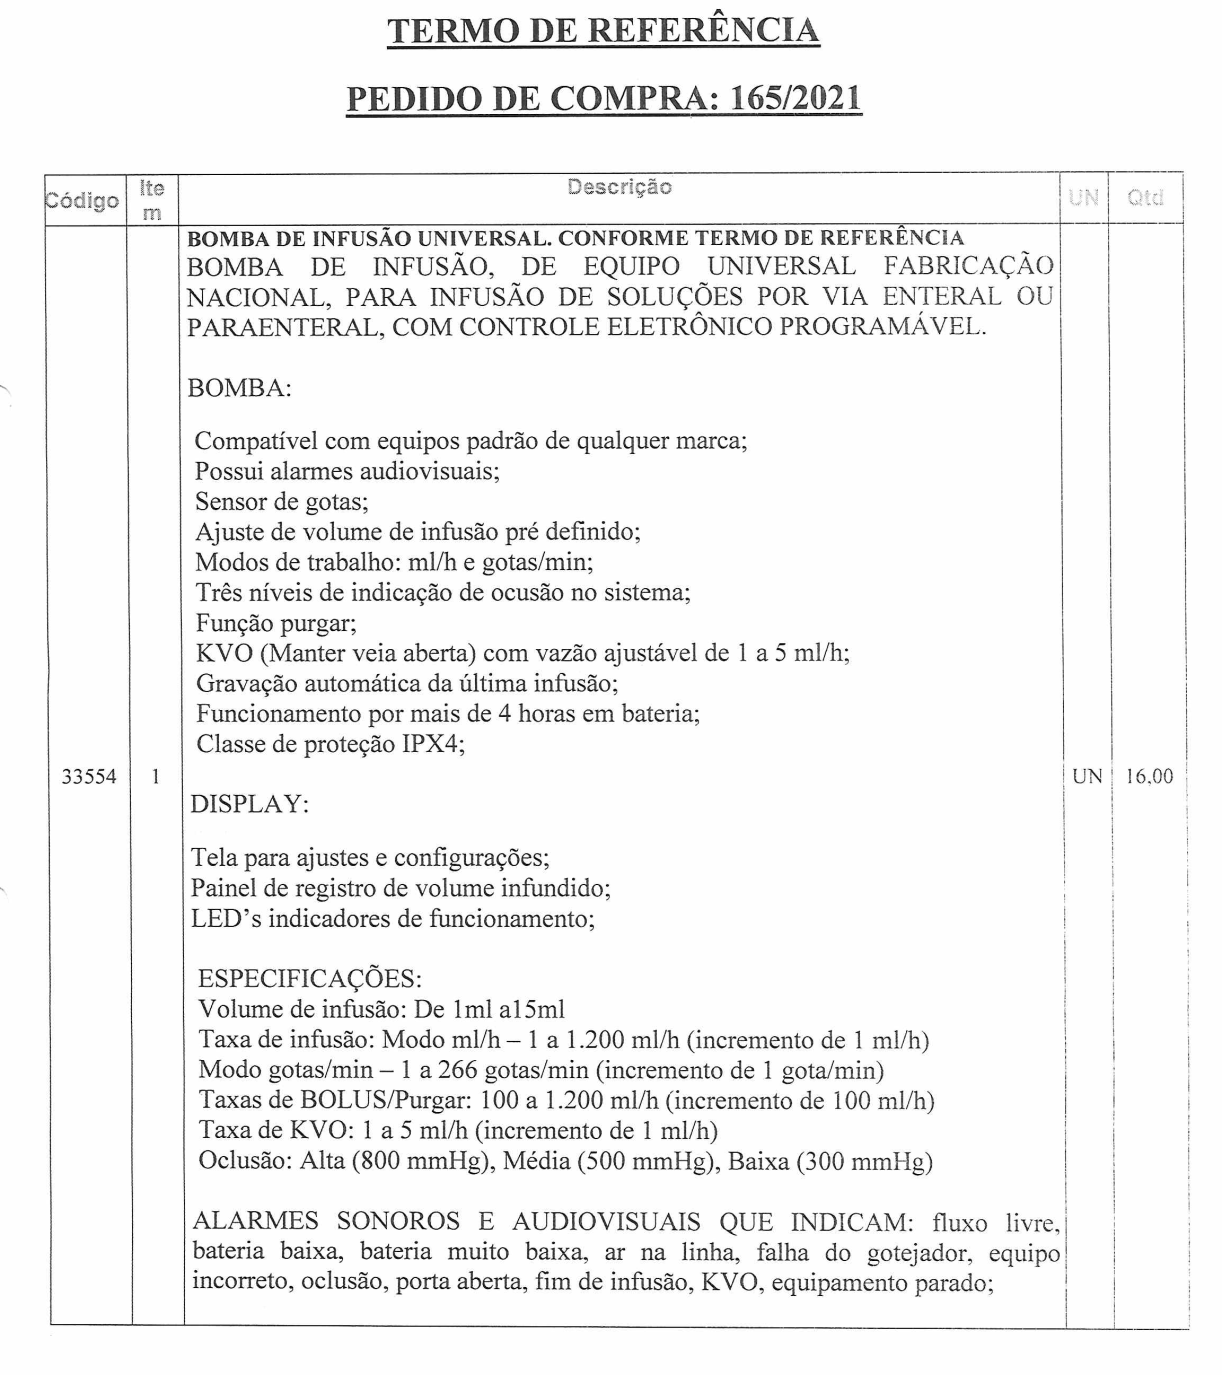 TERMO DE REFERÊNCIA
PEDIDO DE COMPRA: 165/2021
Código
Ite
m
Descrição
UN
Qtd
33554
1
BOMBA DE INFUSÃO UNIVERSAL. CONFORME TERMO DE REFERÊNCIA
BOMBA DE INFUSÃO, DE EQUIPO UNIVERSAL FABRICAÇÃO
NACIONAL, PARA INFUSÃO DE SOLUÇÕES POR VIA ENTERAL OU
PARAENTERAL, COM CONTROLE ELETRÔNICO PROGRAMÁVEL.
BOMBA:
Compatível com equipos padrão de qualquer marca;
Possui alarmes audiovisuais;
Sensor de gotas;
Ajuste de volume de infusão pré definido;
Modos de trabalho: ml/h e gotas/min;
Três níveis de indicação de ocusão no sistema;
Função purgar;
KVO (Manter veia aberta) com vazão ajustável de 1 a 5 ml/h;
Gravação automática da última infusão;
Funcionamento por mais de 4 horas em bateria;
Classe de proteção IPX4;
DISPLAY:
Tela para ajustes e configurações;
Painel de registro de volume infundido;
LED’s indicadores de funcionamento;
ESPECIFICAÇÕES:
Volume de infusão: De 1ml a15ml
Taxa de infusão: Modo ml/h – 1 a 1.200 ml/h (incremento de 1 ml/h)
Modo gotas/min – 1 a 266 gotas/min (incremento de 1 gota/min)
Taxas de BOLUS/Purgar: 100 a 1.200 ml/h (incremento de 100 ml/h)
Taxa de KVO: 1 a 5 ml/h (incremento de 1 ml/h)
Oclusão: Alta (800 mmHg), Média (500 mmHg), Baixa (300 mmHg)
ALARMES SONOROS E AUDIOVISUAIS QUE INDICAM: fluxo livre,
bateria baixa, bateria muito baixa, ar na linha, falha do gotejador, equipo
incorreto, oclusão, porta aberta, fim de infusão, KVO, equipamento parado;
UN
16,00